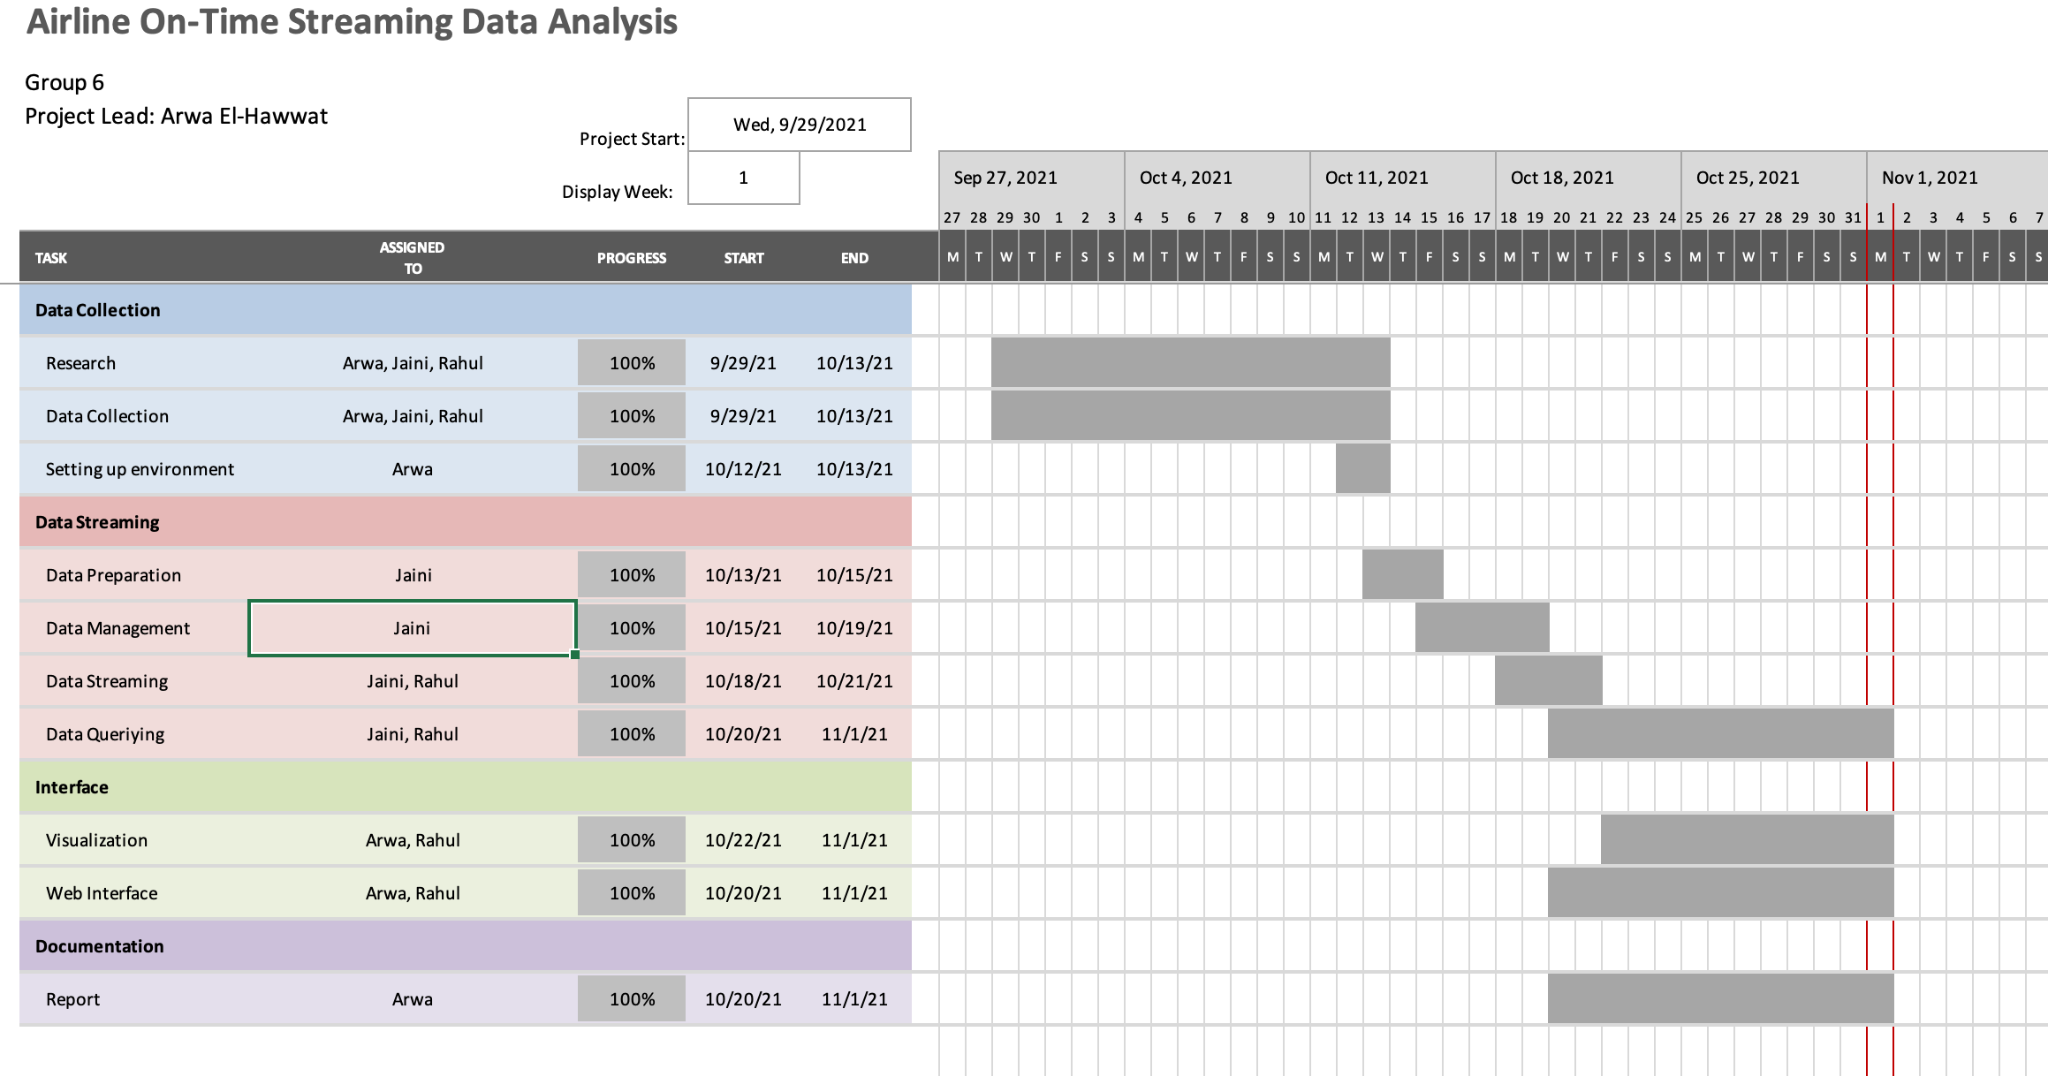 Airline On-Time Streaming Data Analysis
Group 6
Project Lead: Arwa El-Hawwat
Project Start: Wed, 9/29/2021
Display Week: 1
Sep 27, 2021 Oct 4, 2021 Oct 11, 2021 Oct 18, 2021 Oct 25, 2021 Nov 1, 2021
27 28 29 30 1 2 3 4 5 6 7 8 9 10 11 12 13 14 15 16 17 18 19 20 21 22 23 24 25 26 27 28 29 30 31 1 2 3 4 5 6 7
TASK ASSIGNED TO PROGRESS START END M T W T F S S M T W T F S S M T W T F S S M T W T F S S M T W T F S S M T W T F S S
Data Collection
Research Arwa, Jaini, Rahul 100% 9/29/21 10/13/21
Data Collection Arwa, Jaini, Rahul 100% 9/29/21 10/13/21
Setting up environment Arwa 100% 10/12/21 10/13/21
Data Streaming
Data Preparation Jaini 100% 10/13/21 10/15/21
Data Management Jaini 100% 10/15/21 10/19/21
Data Streaming Jaini, Rahul 100% 10/18/21 10/21/21
Data Queriying Jaini, Rahul 100% 10/20/21 11/1/21
Interface
Visualization Arwa, Rahul 100% 10/22/21 11/1/21
Web Interface Arwa, Rahul 100% 10/20/21 11/1/21
Documentation
Report Arwa 100% 10/20/21 11/1/21